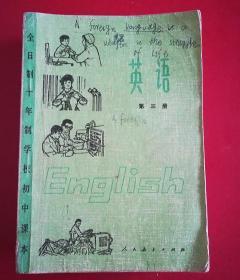 A foreign language is a
weapon in the struggle
of life
英语
第三册
全日制十年制学校初中课本
English
A foreign
人民教育出版社